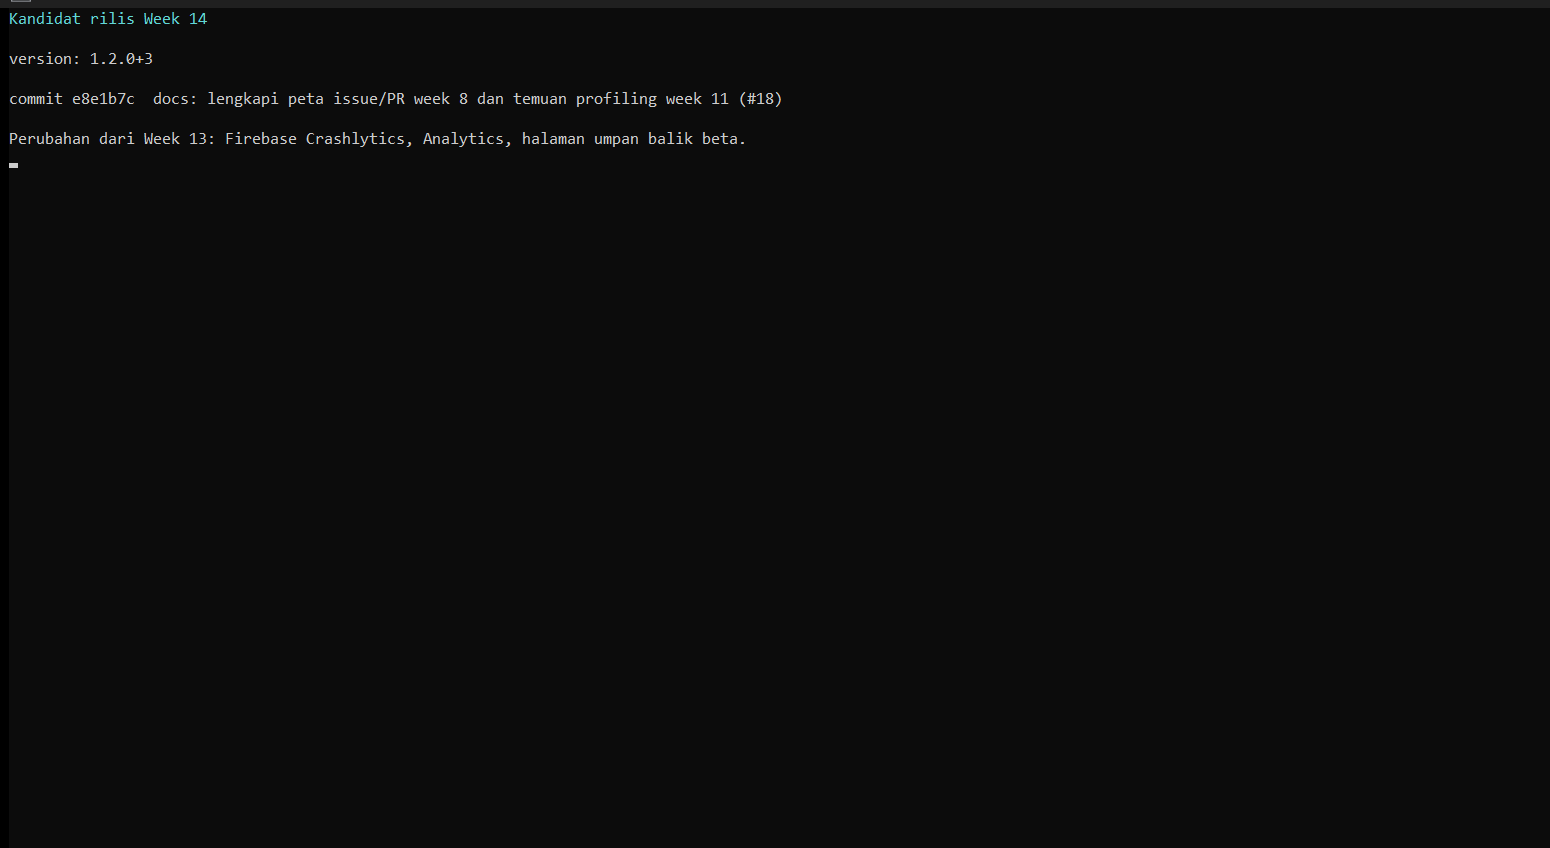 Kandidat rilis Week 14
version: 1.2.0+3
commit e8e1b7c  docs: lengkapi peta issue/PR week 8 dan temuan profiling week 11 (#18)
Perubahan dari Week 13: Firebase Crashlytics, Analytics, halaman umpan balik beta.